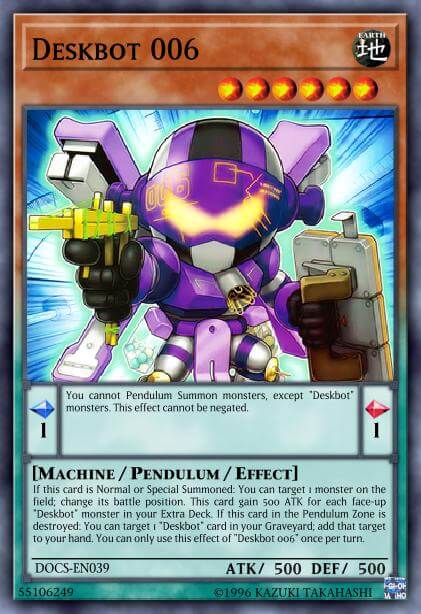 Deskbot 006
EARTH
地
006
You cannot Pendulum Summon monsters, except "Deskbot"
monsters. This effect cannot be negated.
1
1
[Machine / Pendulum / Effect]
If this card is Normal or Special Summoned: You can target 1 monster on the
field; change its battle position. This card gain 500 ATK for each face-up
"Deskbot" monster in your Extra Deck. If this card in the Pendulum Zone is
destroyed: You can target 1 "Deskbot" card in your Graveyard; add that target
to your hand. You can only use this effect of "Deskbot 006" once per turn.
DOCS-EN039
ATK/ 500 DEF/ 500
55106249
©1996 KAZUKI TAKAHASHI